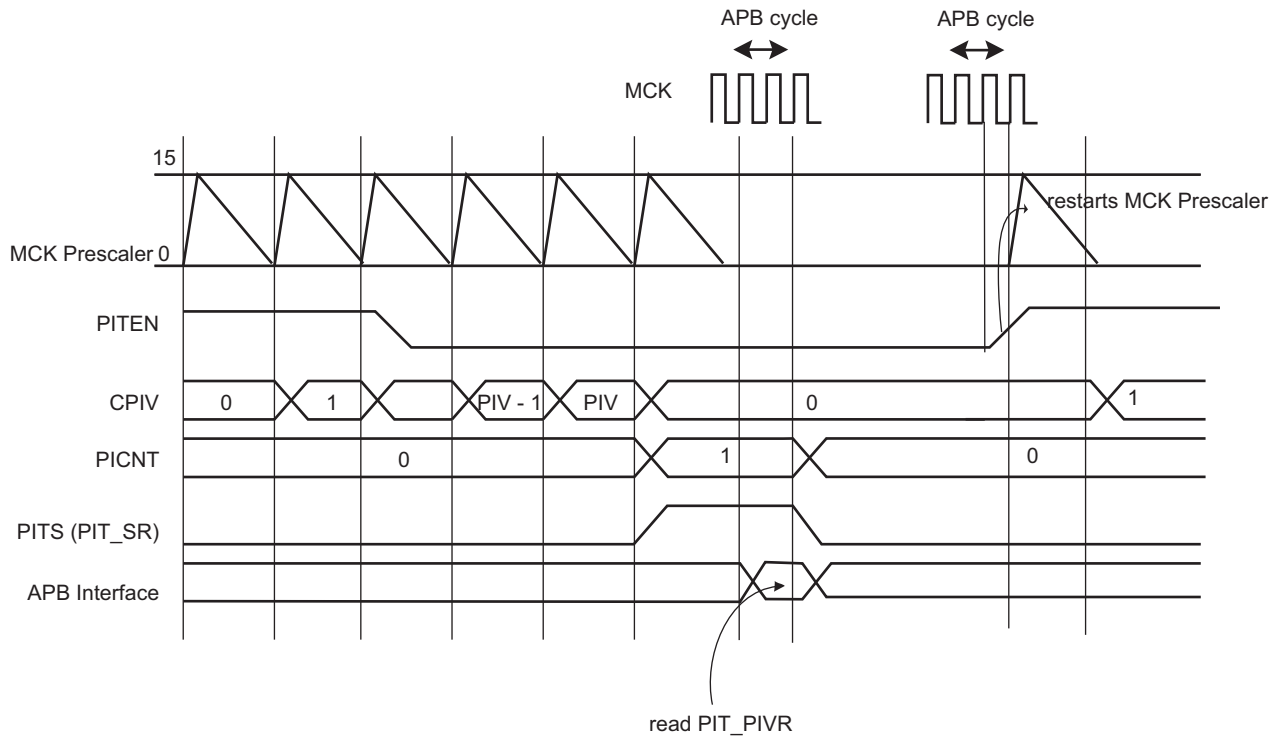 APB cycle APB cycle
MCK
15
restarts MCK Prescaler
MCK Prescaler 0
PITEN
CPIV 0 1 PIV - 1 PIV 0 1
PICNT 0 1 0
PITS (PIT_SR)
APB Interface
read PIT_PIVR